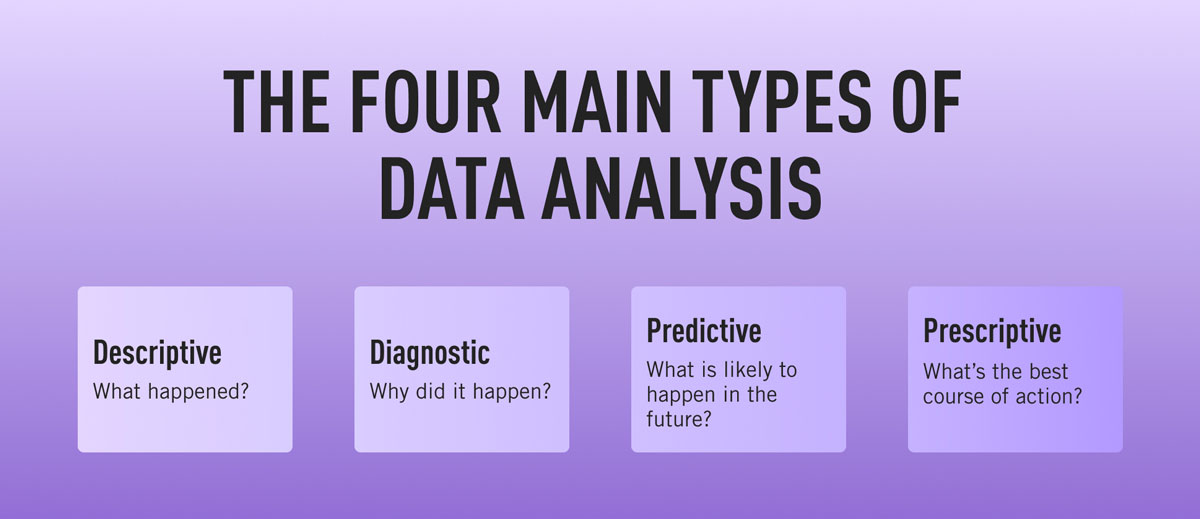 THE FOUR MAIN TYPES OF
DATA ANALYSIS
Descriptive
What happened?
Diagnostic
Why did it happen?
Predictive
What is likely to
happen in the
future?
Prescriptive
What’s the best
course of action?